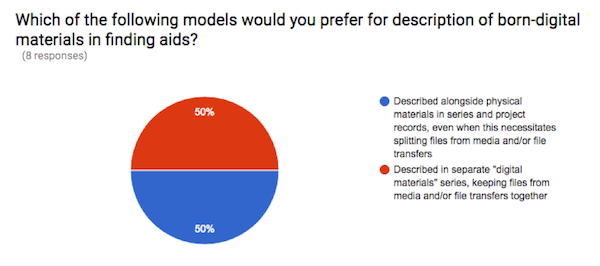 Which of the following models would you prefer for description of born-digital
materials in finding aids?
(8 responses)
50%
50%
Described alongside physical
materials in series and project
records, even when this necessitates
splitting files from media and/or file
transfers
Described in separate "digital
materials" series, keeping files from
media and/or file transfers together